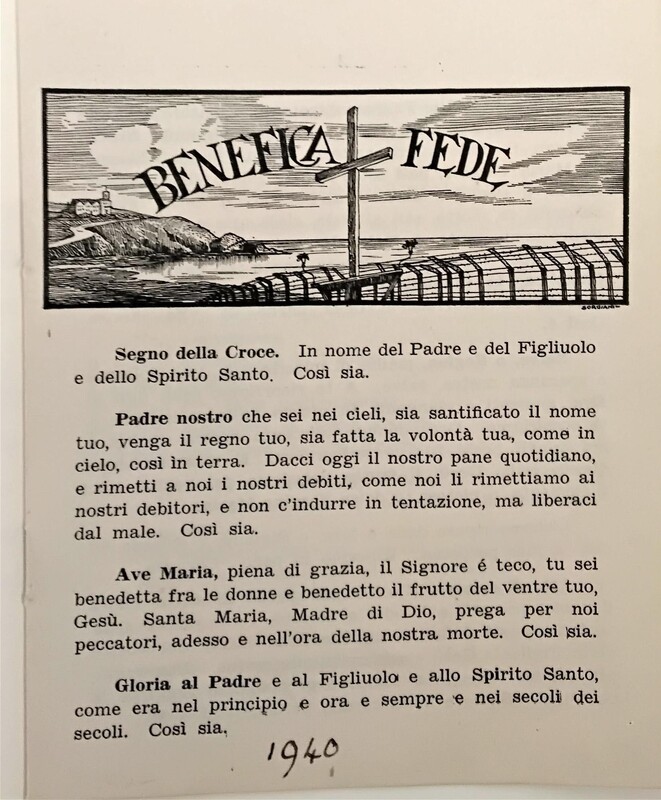 BENEFICA FEDE
Segno della Croce. In nome del Padre e del Figliuolo
e dello Spirito Santo. Così sia.
Padre nostro che sei nei cieli, sia santificato il nome
tuo, venga il regno tuo, sia fatta la volontà tua, come in
cielo, così in terra. Dacci oggi il nostro pane quotidiano,
e rimetti a noi i nostri debiti, come noi li rimettiamo ai
nostri debitori, e non c'indurre in tentazione, ma liberaci
dal male. Così sia.
Ave Maria, piena di grazia, il Signore é teco, tu sei
benedetta fra le donne e benedetto il frutto del ventre tuo,
Gesù. Santa Maria, Madre di Dio, prega per noi
peccatori, adesso e nell'ora della nostra morte. Così sia.
Gloria al Padre e al Figliuolo e allo Spirito Santo,
come era nel principio e ora e sempre e nei secoli dei
secoli. Così sia.
1940